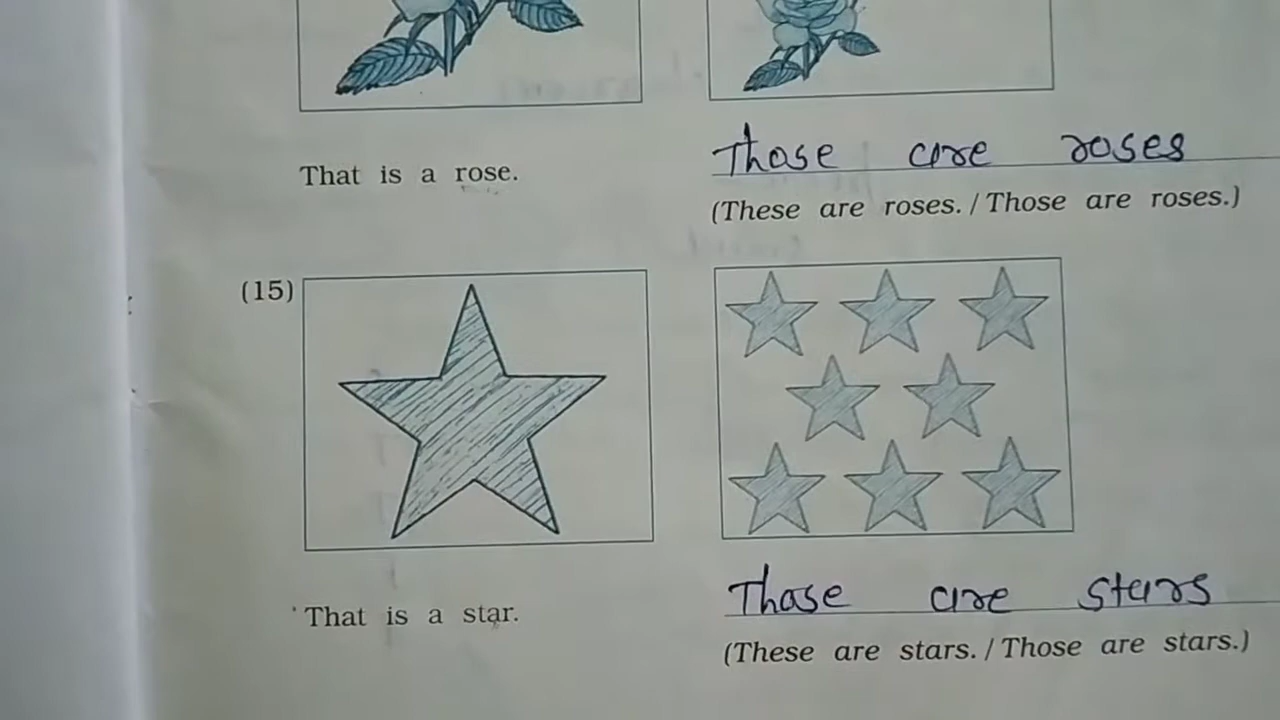 That is a rose.
Those are roses
(These are roses. / Those are roses.)
(15)
That is a star.
Those are stars
(These are stars. / Those are stars.)